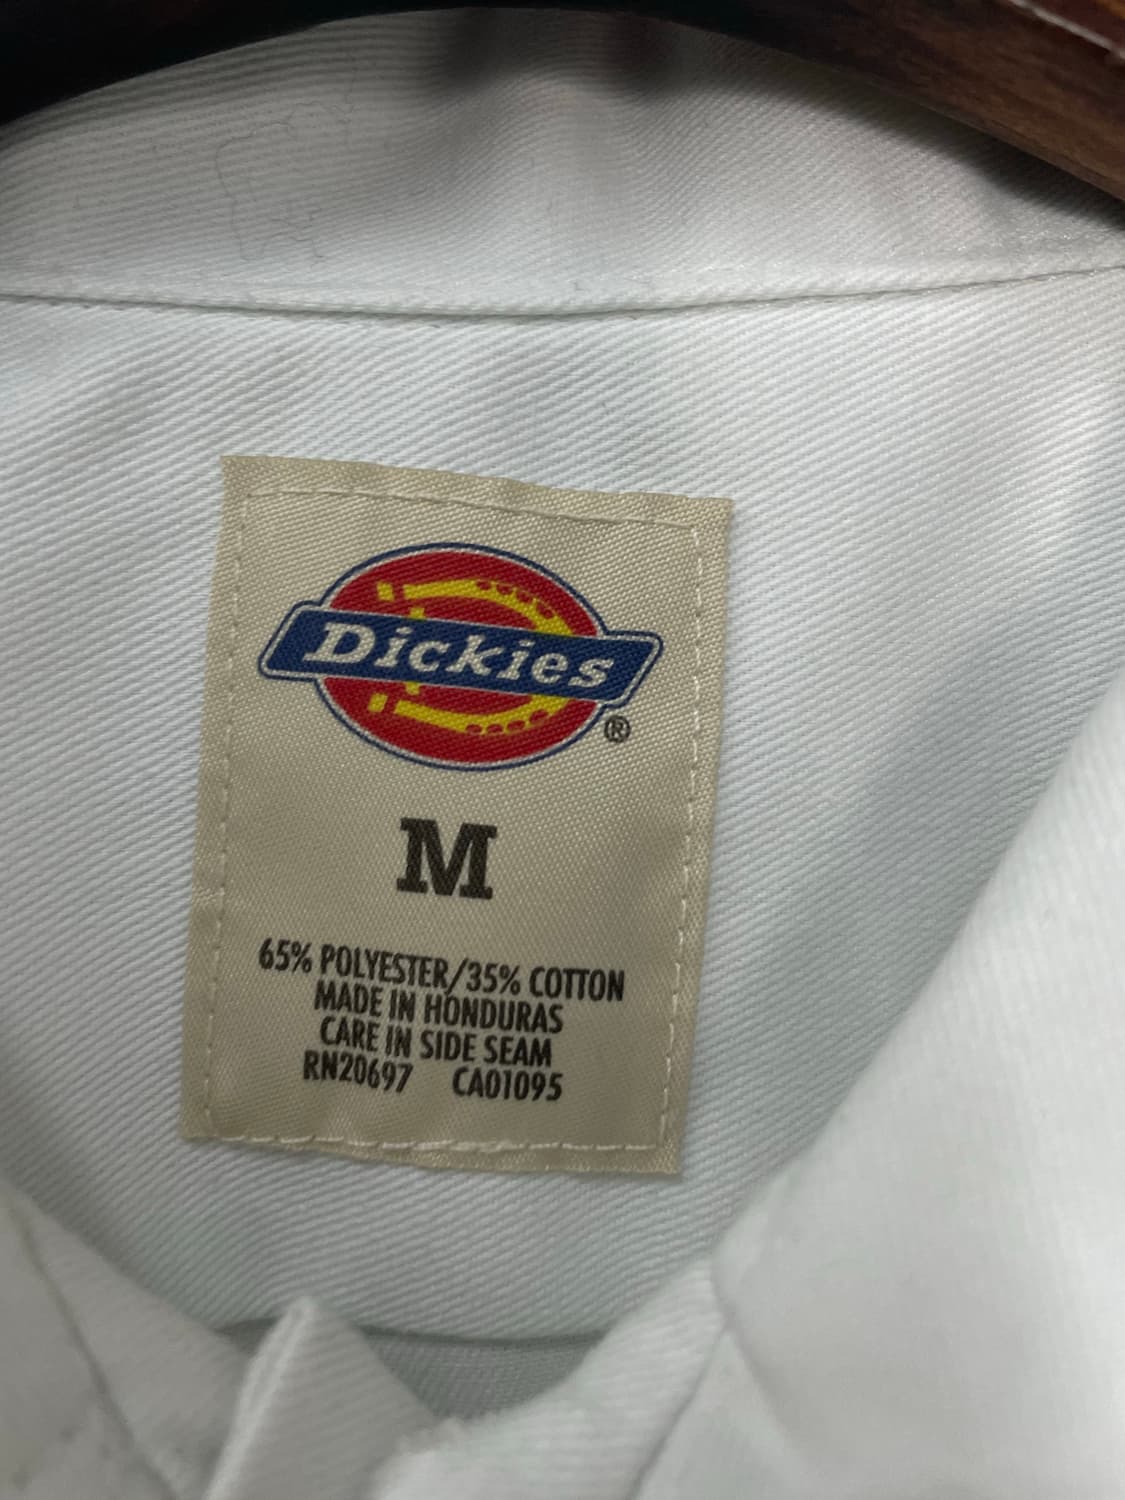 Dickies
®
M
65% POLYESTER/35% COTTON
MADE IN HONDURAS
CARE IN SIDE SEAM
RN20697 CA01095